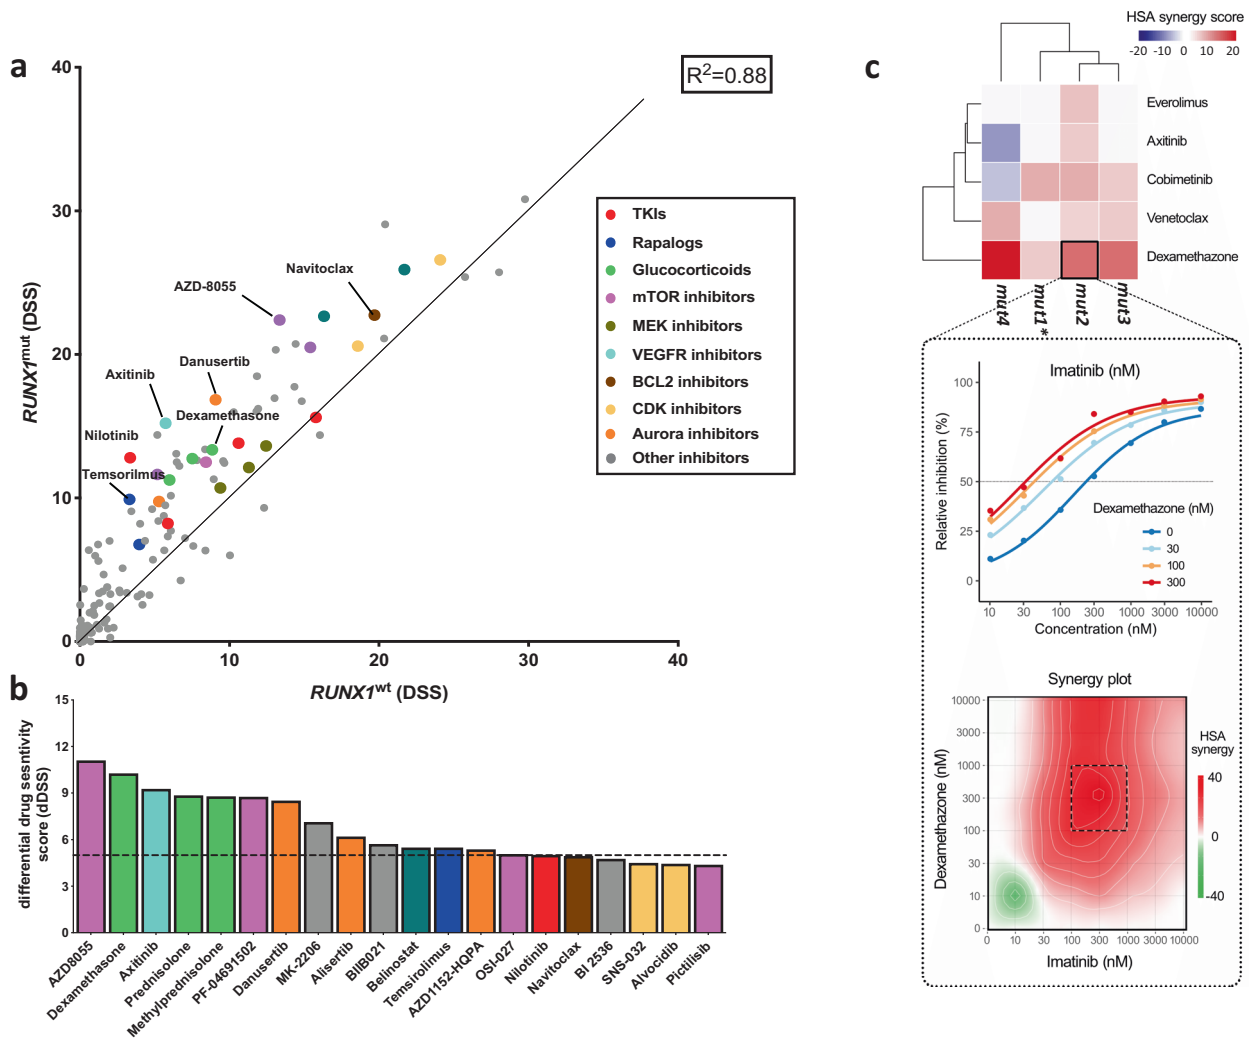 a
40
30
20
10
0
0
10
20
30
40
RUNX1mut (DSS)
RUNX1wt (DSS)
R2=0.88
Navitoclax
AZD-8055
Danusertib
Axitinib
Dexamethasone
Nilotinib
Temsorilmus
TKIs
Rapalogs
Glucocorticoids
mTOR inhibitors
MEK inhibitors
VEGFR inhibitors
BCL2 inhibitors
CDK inhibitors
Aurora inhibitors
Other inhibitors
b
differential drug sesntivity
score (dDSS)
15
12
9
6
3
0
AZD8055
Dexamethasone
Axitinib
Prednisolone
Methylprednisolone
PF-04691502
Danusertib
MK-2206
Alisertib
BIIB021
Belinostat
Temsirolimus
AZD1152-HQPA
OSI-027
Nilotinib
Navitoclax
BI 2536
SNS-032
Alvocidib
Pictilisib
c
HSA synergy score
-20 -10 0 10 20
Everolimus
Axitinib
Cobimetinib
Venetoclax
Dexamethazone
mut4
mut1*
mut2
mut3
Imatinib (nM)
Relative inhibition (%)
100
75
50
25
0
Dexamethazone (nM)
0
30
100
300
10 30 100 300 1000 3000 10000
Concentration (nM)
Synergy plot
Dexamethazone (nM)
10000
3000
1000
300
100
30
10
0
0 10 30 100 300 1000 3000 10000
Imatinib (nM)
HSA
synergy
40
0
-40